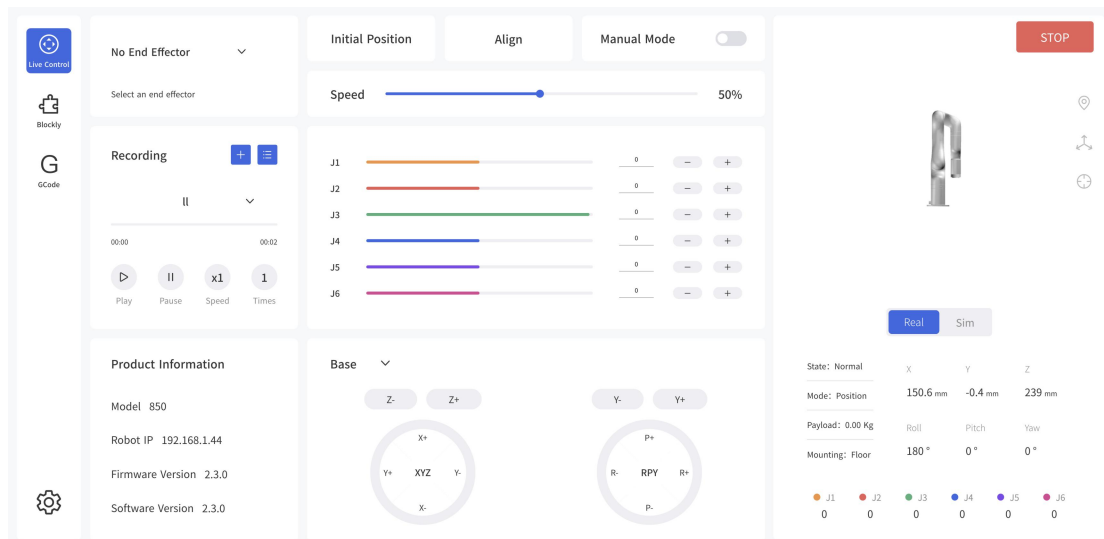 Live Control
Blockly
G
GCode
No End Effector
Select an end effector
Recording
ll
00:00 00:02
x1 1
Play Pause Speed Times
Product Information
Model 850
Robot IP 192.168.1.44
Firmware Version 2.3.0
Software Version 2.3.0
Initial Position
Align
Manual Mode
Speed 50%
J1 0 - +
J2 0 - +
J3 0 - +
J4 0 - +
J5 0 - +
J6 0 - +
Base
Z- Z+
X+
Y+ XYZ Y-
X-
Y- Y+
P+
R- RPY R+
P-
STOP
Real Sim
State: Normal
Mode: Position
Payload: 0.00 Kg
Mounting: Floor
X Y Z
150.6 mm -0.4 mm 239 mm
Roll Pitch Yaw
180 ° 0 ° 0 °
J1 J2 J3 J4 J5 J6
0 0 0 0 0 0